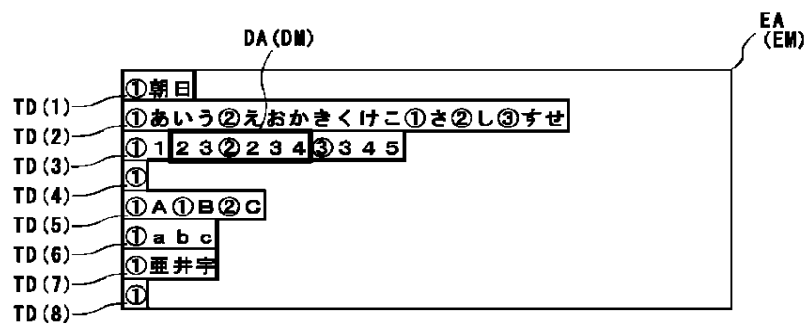 EA
(EM)
DA(DM)
TD(1) ①朝日
TD(2) ①あいう②えおかきくけこ①さ②し③すせ
TD(3) ①1 2 3②2 3 4③3 4 5
TD(4) ①
TD(5) ①A①B②C
TD(6) ①a b c
TD(7) ①亜井宇
TD(8) ①